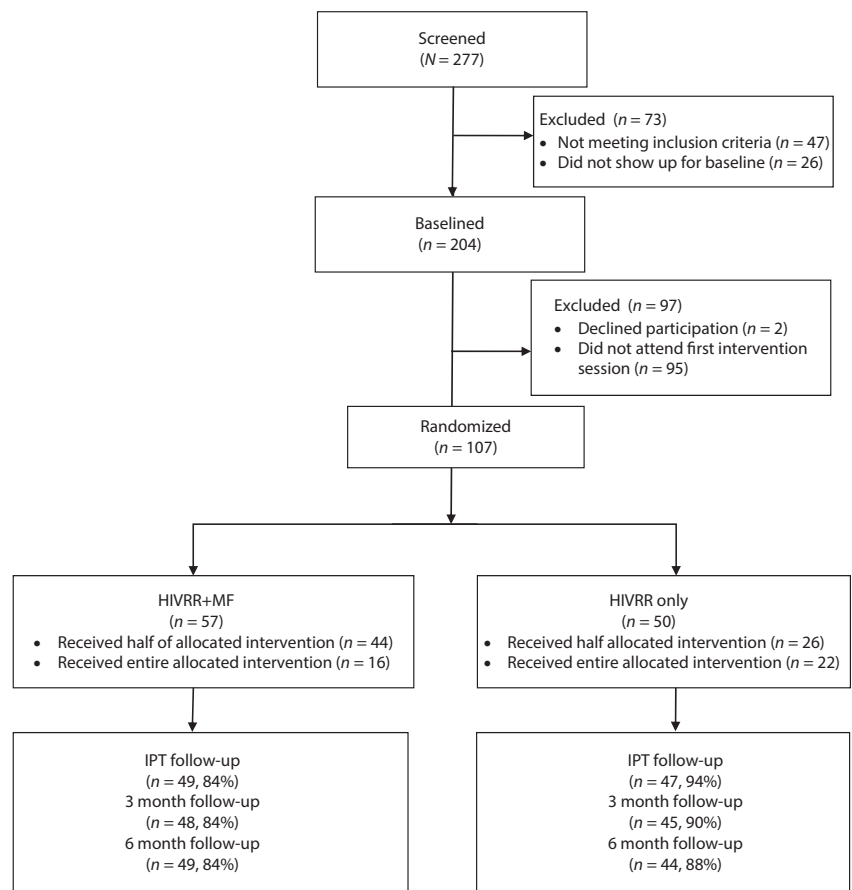 Screened
(N = 277)
Excluded (n = 73)
• Not meeting inclusion criteria (n = 47)
• Did not show up for baseline (n = 26)
Baselined
(n = 204)
Excluded (n = 97)
• Declined participation (n = 2)
• Did not attend first intervention
session (n = 95)
Randomized
(n = 107)
HIVRR+MF
(n = 57)
• Received half of allocated intervention (n = 44)
• Received entire allocated intervention (n = 16)
HIVRR only
(n = 50)
• Received half allocated intervention (n = 26)
• Received entire allocated intervention (n = 22)
IPT follow-up
(n = 49, 84%)
3 month follow-up
(n = 48, 84%)
6 month follow-up
(n = 49, 84%)
IPT follow-up
(n = 47, 94%)
3 month follow-up
(n = 45, 90%)
6 month follow-up
(n = 44, 88%)